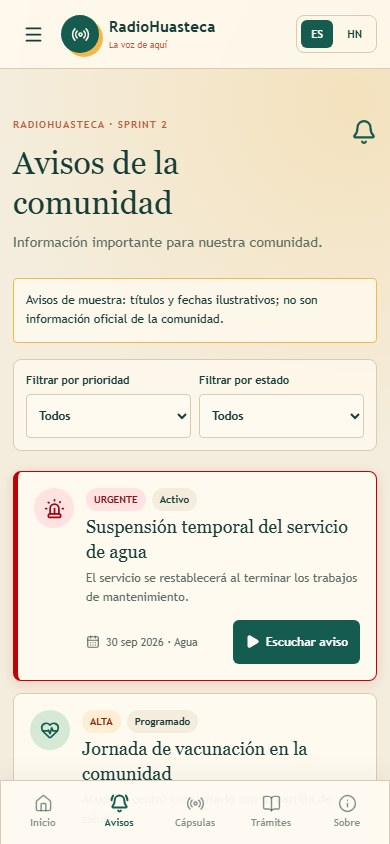 RadioHuasteca
La voz de aquí
ES
HN
RADIOHUASTECA • SPRINT 2
Avisos de la
comunidad
Información importante para nuestra comunidad.
Avisos de muestra: títulos y fechas ilustrativos; no son
información oficial de la comunidad.
Filtrar por prioridad
Filtrar por estado
Todos
Todos
URGENTE
Activo
Suspensión temporal del servicio
de agua
El servicio se restablecerá al terminar los trabajos
de mantenimiento.
30 sep 2026 • Agua
Escuchar aviso
ALTA
Programado
Jornada de vacunación en la
comunidad
Inicio
Avisos
Cápsulas
Trámites
Sobre